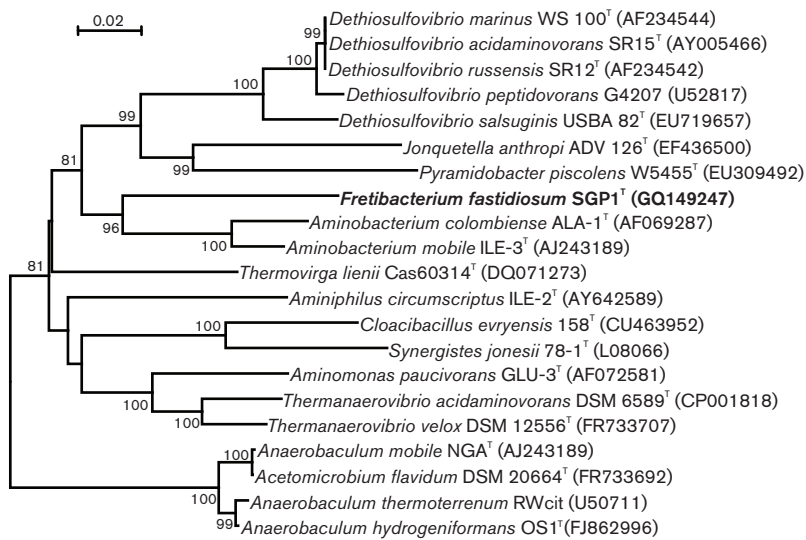 0.02
Dethiosulfovibrio marinus WS 100ᵀ (AF234544)
99
Dethiosulfovibrio acidaminovorans SR15ᵀ (AY005466)
100
Dethiosulfovibrio russensis SR12ᵀ (AF234542)
100
Dethiosulfovibrio peptidovorans G4207 (U52817)
99
Dethiosulfovibrio salsuginis USBA 82ᵀ (EU719657)
Jonquetella anthropi ADV 126ᵀ (EF436500)
81
99
Pyramidobacter piscolens W5455ᵀ (EU309492)
Fretibacterium fastidiosum SGP1ᵀ (GQ149247)
96
Aminobacterium colombiense ALA-1ᵀ (AF069287)
100
Aminobacterium mobile ILE-3ᵀ (AJ243189)
81
Thermovirga lienii Cas60314ᵀ (DQ071273)
Aminiphilus circumscriptus ILE-2ᵀ (AY642589)
100
Cloacibacillus evryensis 158ᵀ (CU463952)
Synergistes jonesii 78-1ᵀ (L08066)
Aminomonas paucivorans GLU-3ᵀ (AF072581)
100
Thermanaerovibrio acidaminovorans DSM 6589ᵀ (CP001818)
100
Thermanaerovibrio velox DSM 12556ᵀ (FR733707)
100
Anaerobaculum mobile NGAᵀ (AJ243189)
Acetomicrobium flavidum DSM 20664ᵀ (FR733692)
100
Anaerobaculum thermoterrenum RWcit (U50711)
99
Anaerobaculum hydrogeniformans OS1ᵀ(FJ862996)